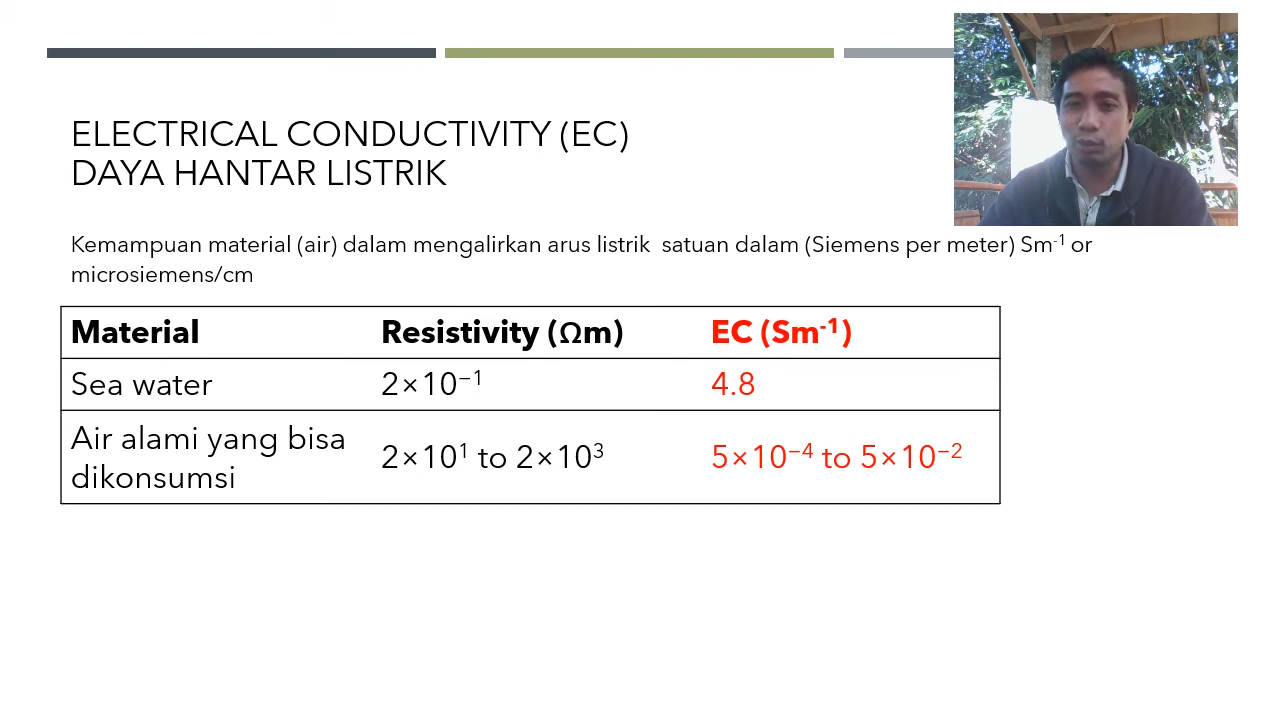 ELECTRICAL CONDUCTIVITY (EC)
DAYA HANTAR LISTRIK
Kemampuan material (air) dalam mengalirkan arus listrik satuan dalam (Siemens per meter) Sm⁻¹ or
microsiemens/cm
Material Resistivity (Ωm) EC (Sm⁻¹)
Sea water 2×10⁻¹ 4.8
Air alami yang bisa
dikonsumsi 2×10¹ to 2×10³ 5×10⁻⁴ to 5×10⁻²